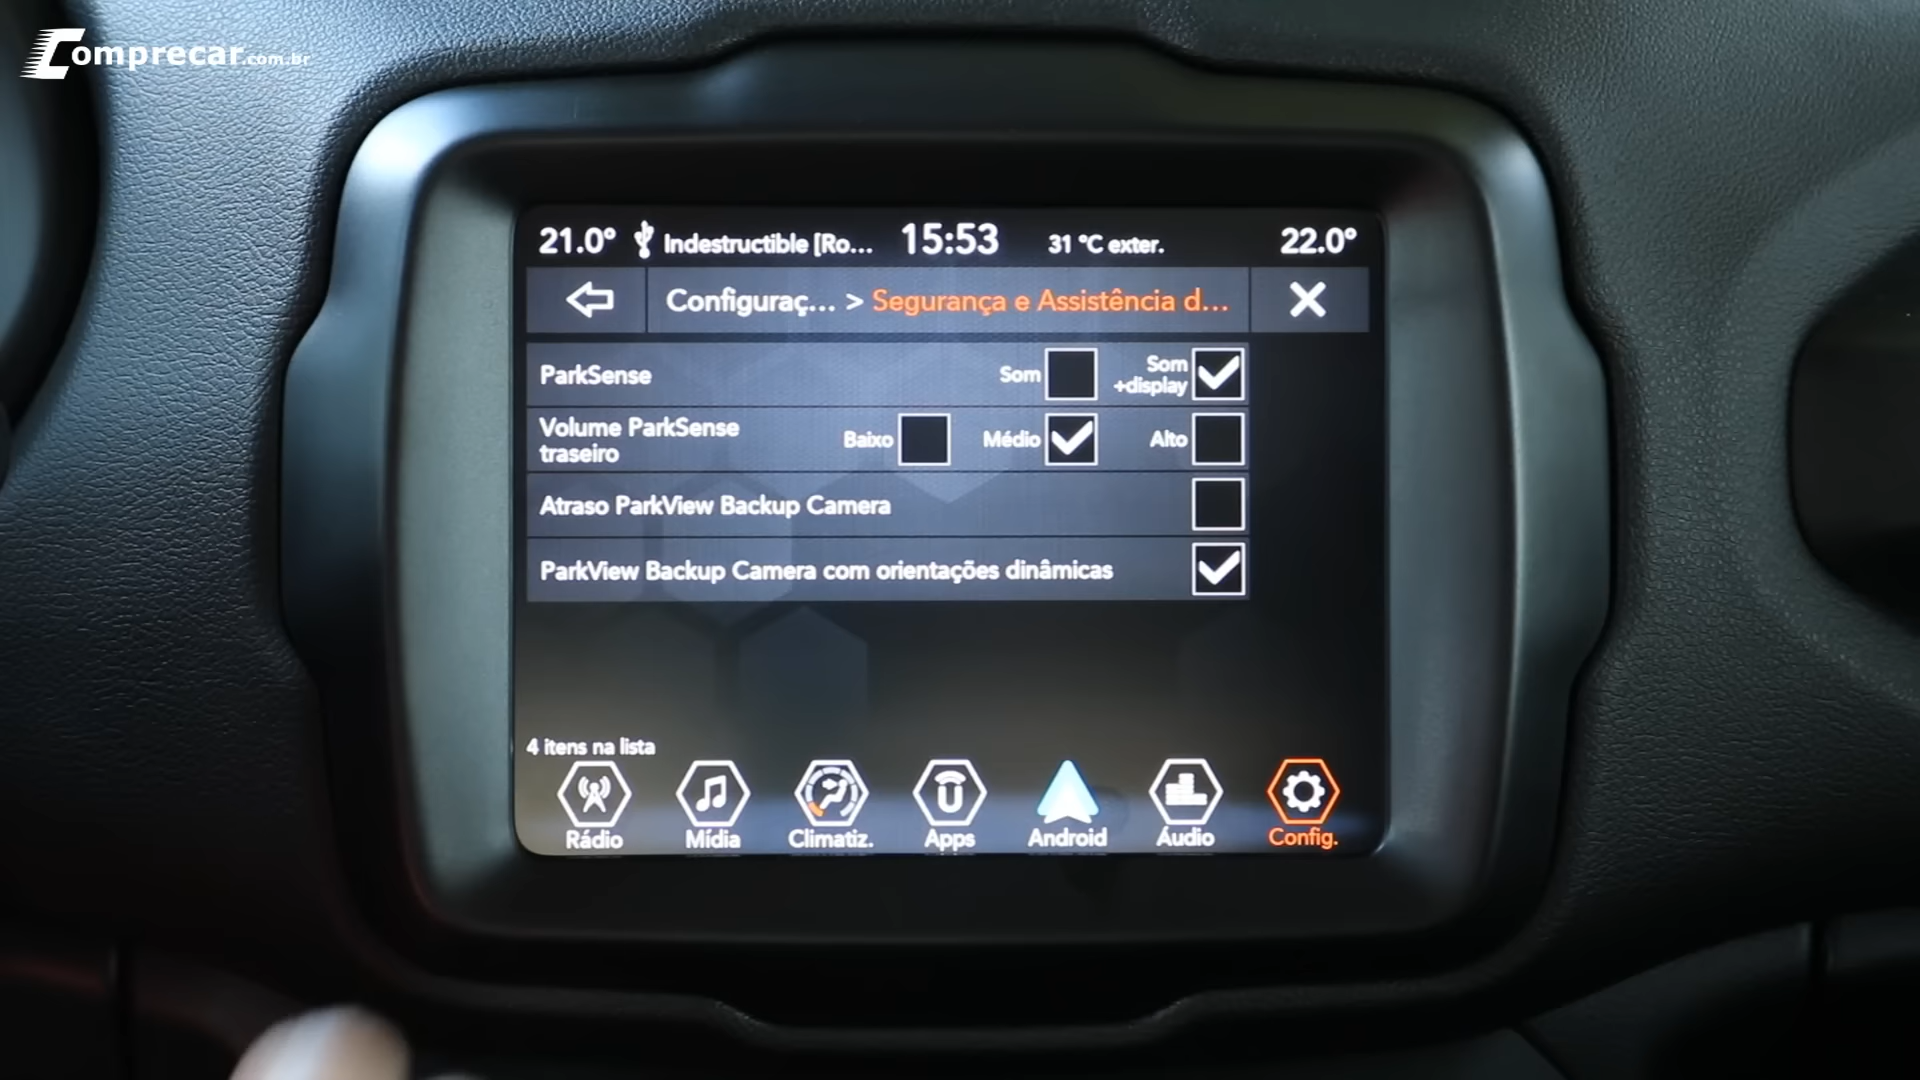 Comprecar.com.br
21.0° Indestructible [Ro... 15:53 31 °C exter. 22.0°
Configuraç... > Segurança e Assistência d...
ParkSense Som Som
+display
Volume ParkSense
traseiro Baixo Médio Alto
Atraso ParkView Backup Camera
ParkView Backup Camera com orientações dinâmicas
4 itens na lista
Rádio Mídia Climatiz. Apps Android Áudio Config.